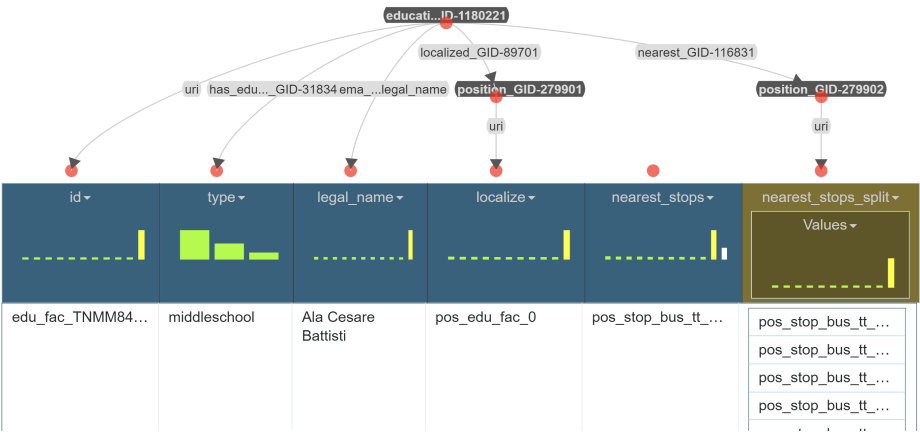 educati...ID-1180221
localized_GID-89701
nearest_GID-116831
uri
has_edu..._GID-31834
ema_...legal_name
position_GID-279901
position_GID-279902
uri
uri
id
type
legal_name
localize
nearest_stops
nearest_stops_split
Values
edu_fac_TNMM84…
middleschool
Ala Cesare
Battisti
pos_edu_fac_0
pos_stop_bus_tt_…
pos_stop_bus_tt_…
pos_stop_bus_tt_…
pos_stop_bus_tt_…
pos_stop_bus_tt_…